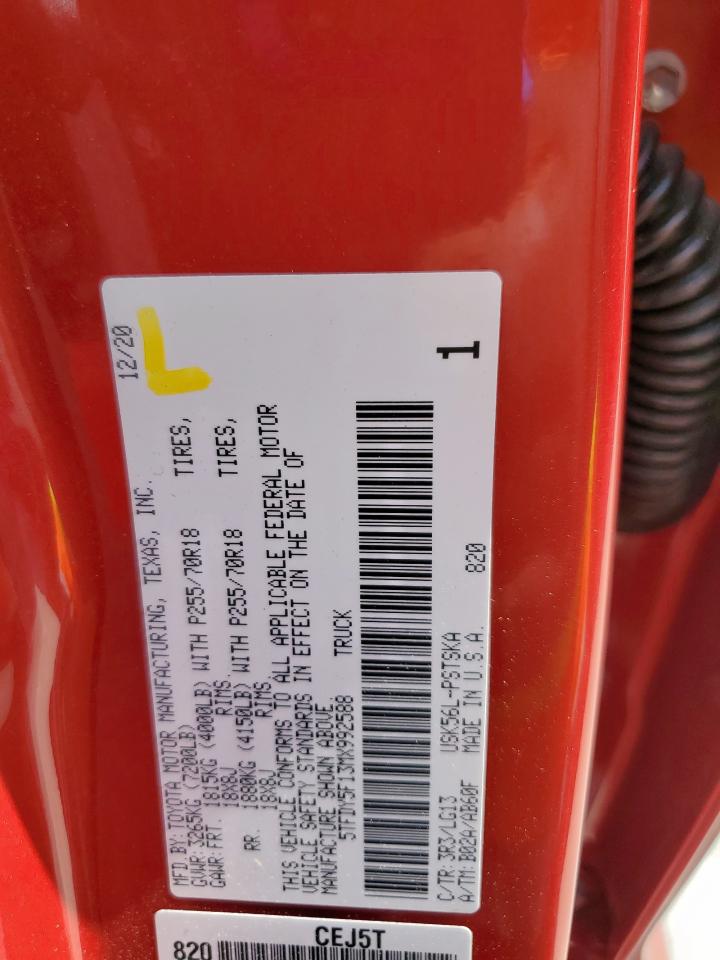 MFD.BY:TOYOTA MOTOR MANUFACTURING, TEXAS, INC. 12/20
GVWR:3265KG (7200LB)
GAWR:FRT. 1815KG (4000LB) WITH P255/70R18 TIRES,
18X8J RIMS.
RR. 1880KG (4150LB) WITH P255/70R18 TIRES,
18X8J RIMS.
THIS VEHICLE CONFORMS TO ALL APPLICABLE FEDERAL MOTOR
VEHICLE SAFETY STANDARDS IN EFFECT ON THE DATE OF
MANUFACTURE SHOWN ABOVE.
5TFDY5F13MX992588 TRUCK
C/TR:3R3/LG13 USK56L-PSTSKA
A/TM:B02A/AB60F MADE IN U.S.A. 820
1
CEJ5T
820